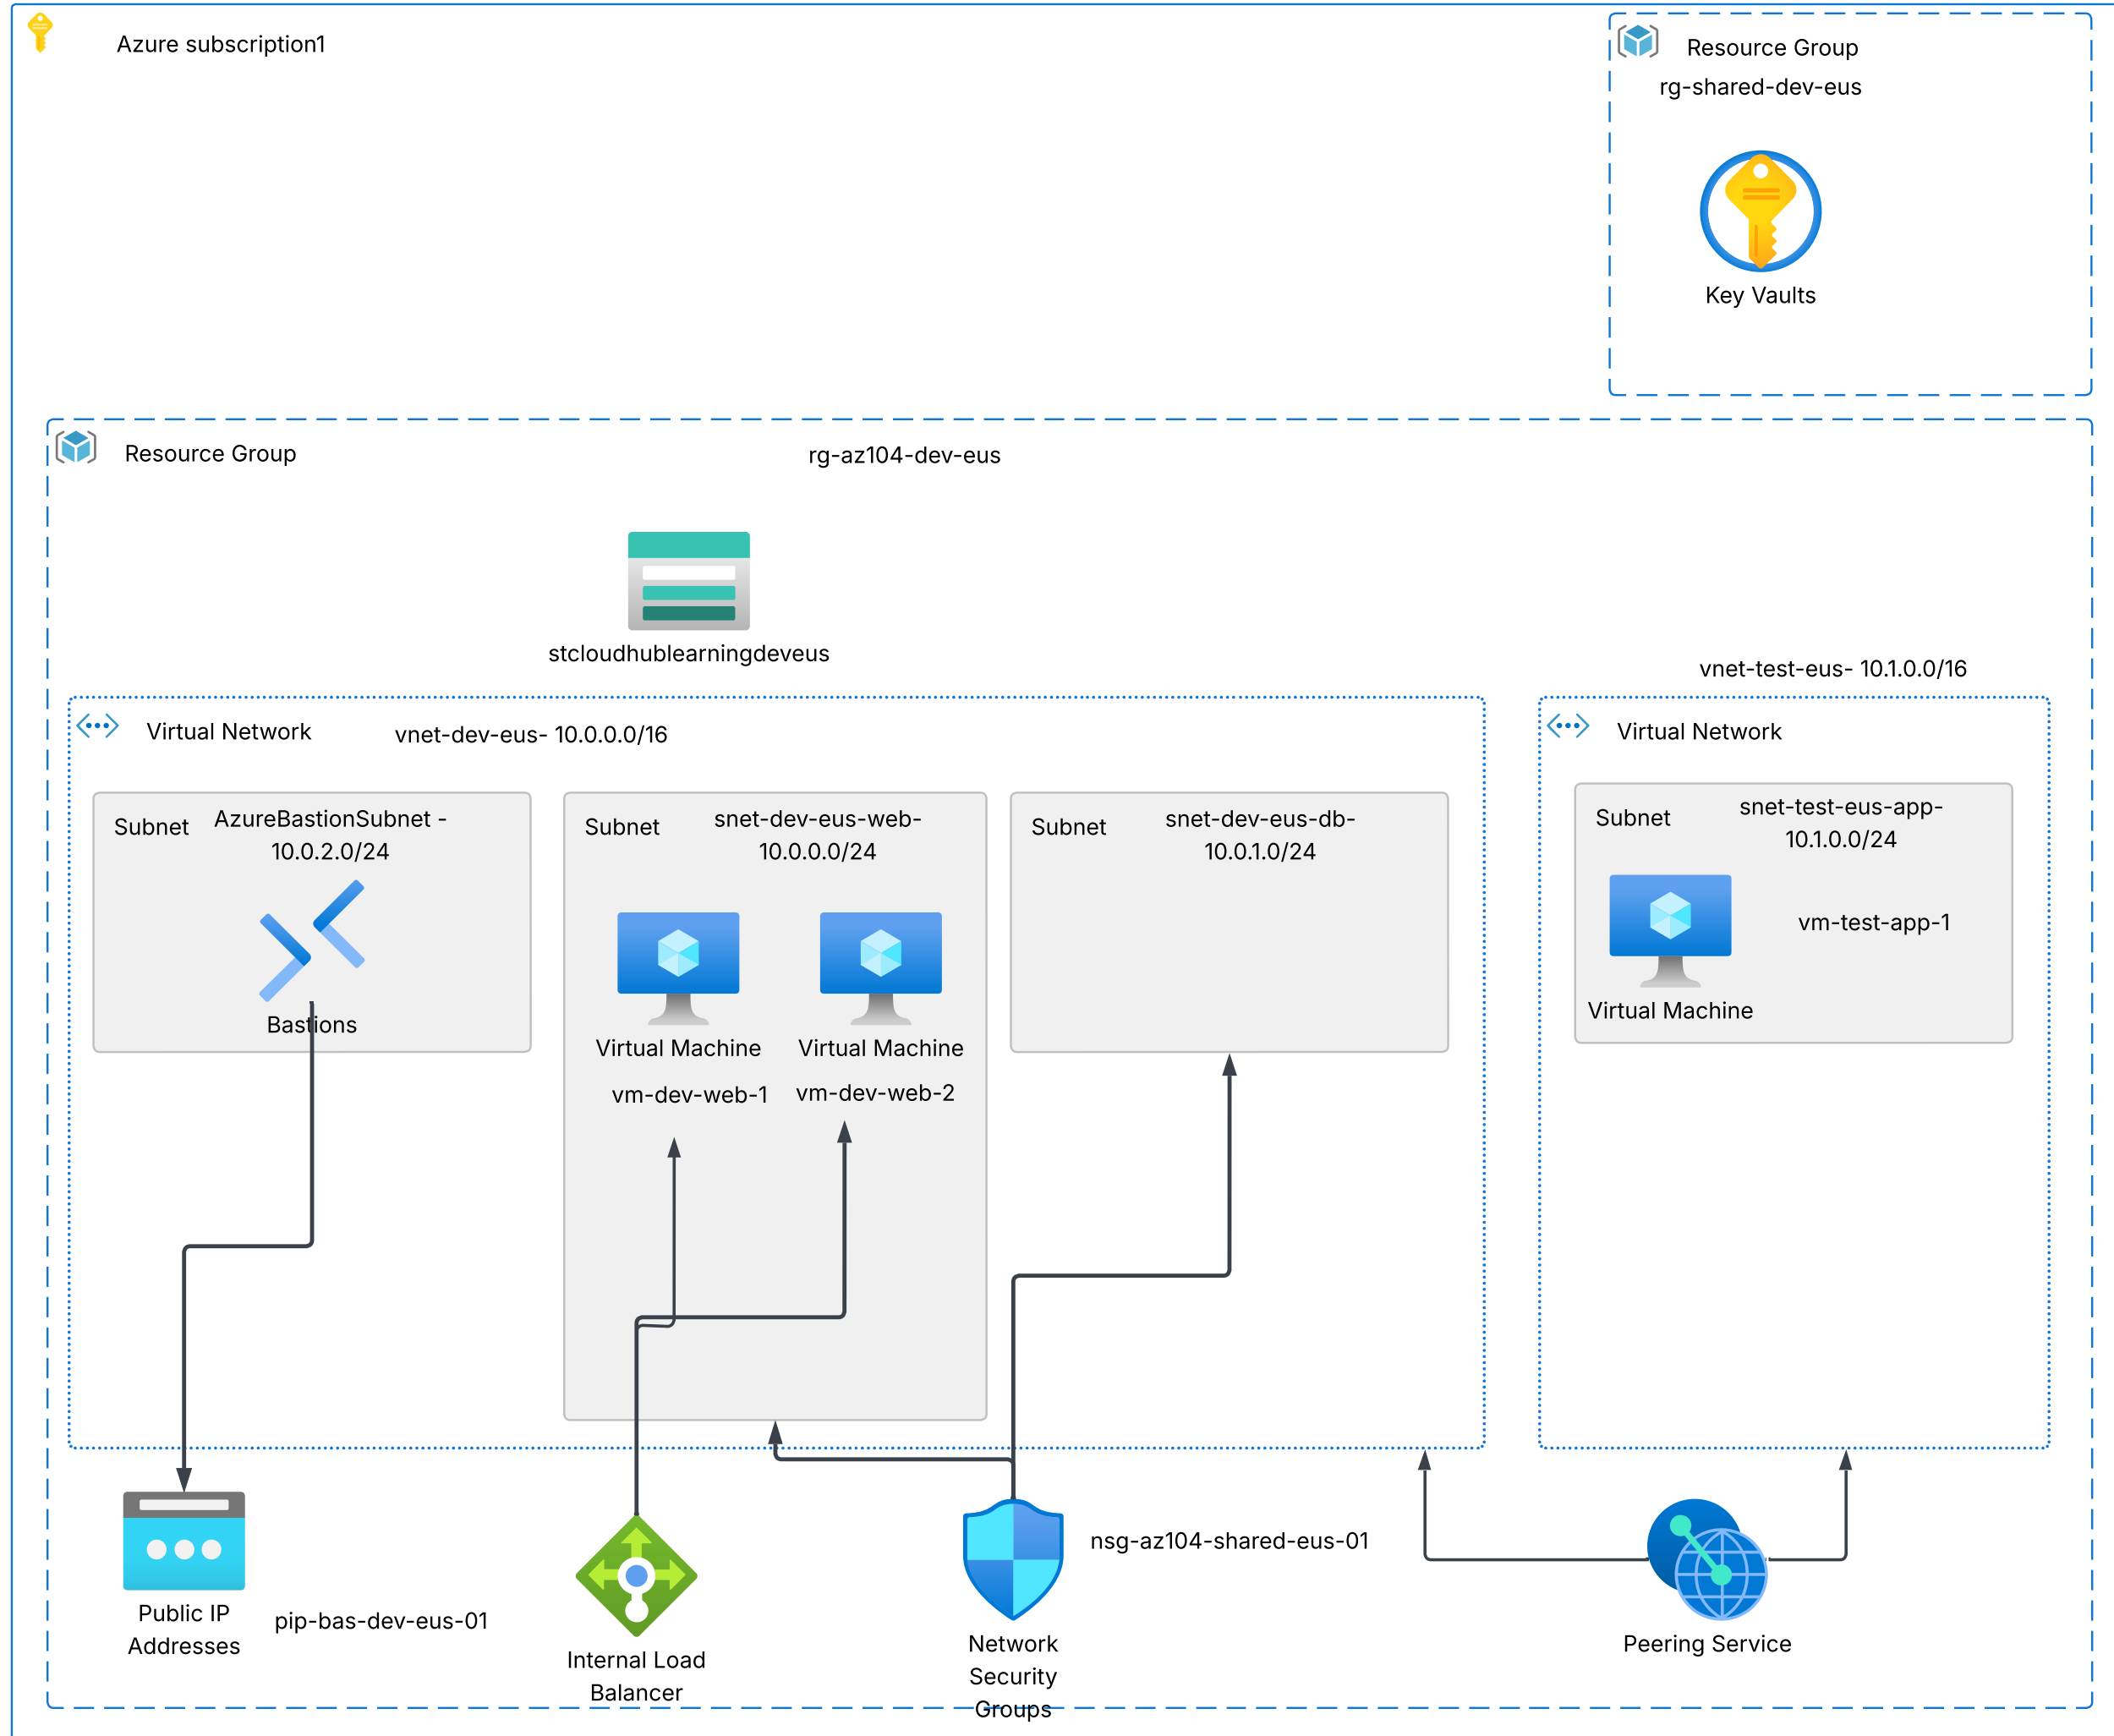 Azure subscription1
Resource Group
rg-shared-dev-eus
Key Vaults
Resource Group
rg-az104-dev-eus
stcloudhublearningdeveus
vnet-test-eus- 10.1.0.0/16
Virtual Network
vnet-dev-eus- 10.0.0.0/16
Virtual Network
Subnet
AzureBastionSubnet -
10.0.2.0/24
Bastions
Subnet
snet-dev-eus-web-
10.0.0.0/24
Virtual Machine
Virtual Machine
vm-dev-web-1
vm-dev-web-2
Subnet
snet-dev-eus-db-
10.0.1.0/24
Subnet
snet-test-eus-app-
10.1.0.0/24
vm-test-app-1
Virtual Machine
Public IP
Addresses
pip-bas-dev-eus-01
Internal Load
Balancer
Network
Security
Groups
nsg-az104-shared-eus-01
Peering Service